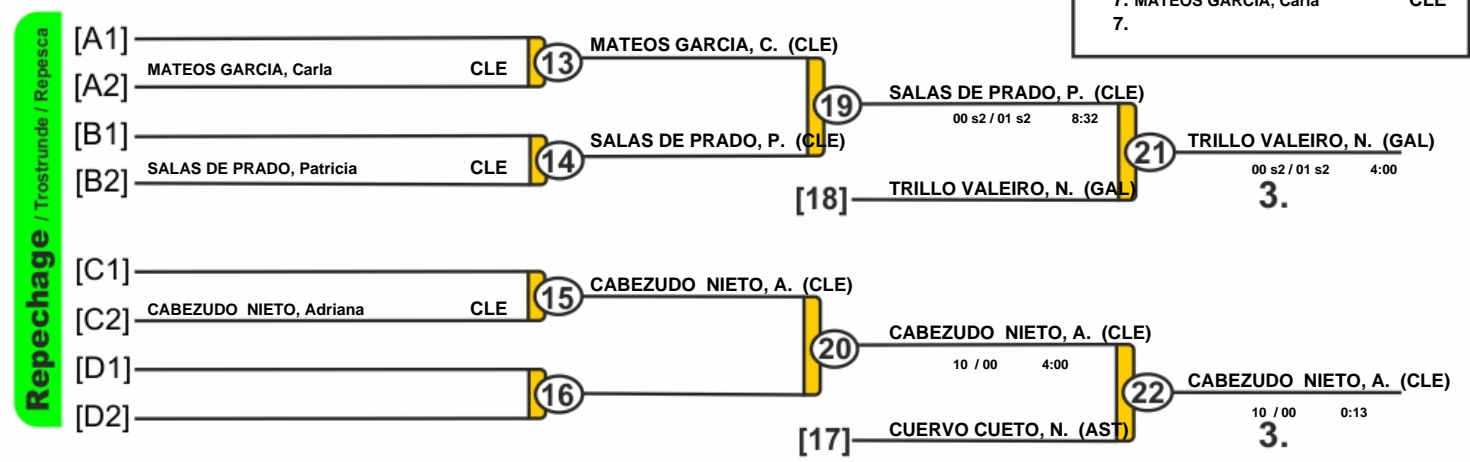 7. MATEOS GARCIA, Carla CLE
7.
Repechage / Trostrunde / Repesca
[A1]
MATEOS GARCIA, Carla CLE
[A2]
13
MATEOS GARCIA, C. (CLE)
[B1]
SALAS DE PRADO, Patricia CLE
[B2]
14
SALAS DE PRADO, P. (CLE)
19
SALAS DE PRADO, P. (CLE)
00 s2 / 01 s2 8:32
[18]
TRILLO VALEIRO, N. (GAL)
21
TRILLO VALEIRO, N. (GAL)
00 s2 / 01 s2 4:00
3.
[C1]
CABEZUDO NIETO, Adriana CLE
[C2]
15
CABEZUDO NIETO, A. (CLE)
[D1]
[D2]
16
20
CABEZUDO NIETO, A. (CLE)
10 / 00 4:00
[17]
CUERVO CUETO, N. (AST)
22
CABEZUDO NIETO, A. (CLE)
10 / 00 0:13
3.